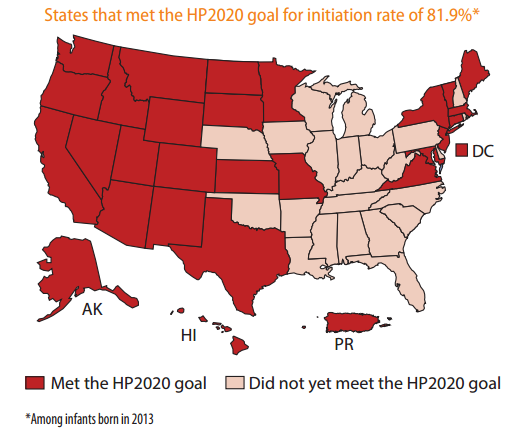 States that met the HP2020 goal for initiation rate of 81.9%*
DC
AK
HI
PR
Met the HP2020 goal
Did not yet meet the HP2020 goal
*Among infants born in 2013